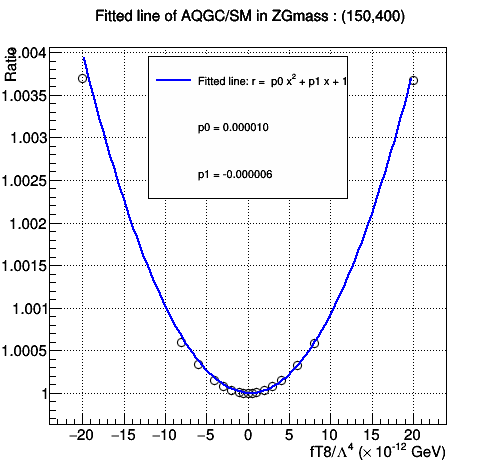 Fitted line of AQGC/SM in ZGmass : (150,400)
Ratio
1.004
1.0035
1.003
1.0025
1.002
1.0015
1.001
1.0005
1
Fitted line: r = p0 x² + p1 x + 1
p0 = 0.000010
p1 = -0.000006
−20 −15 −10 −5 0 5 10 15 20
fT8/Λ⁴ (× 10⁻¹² GeV)